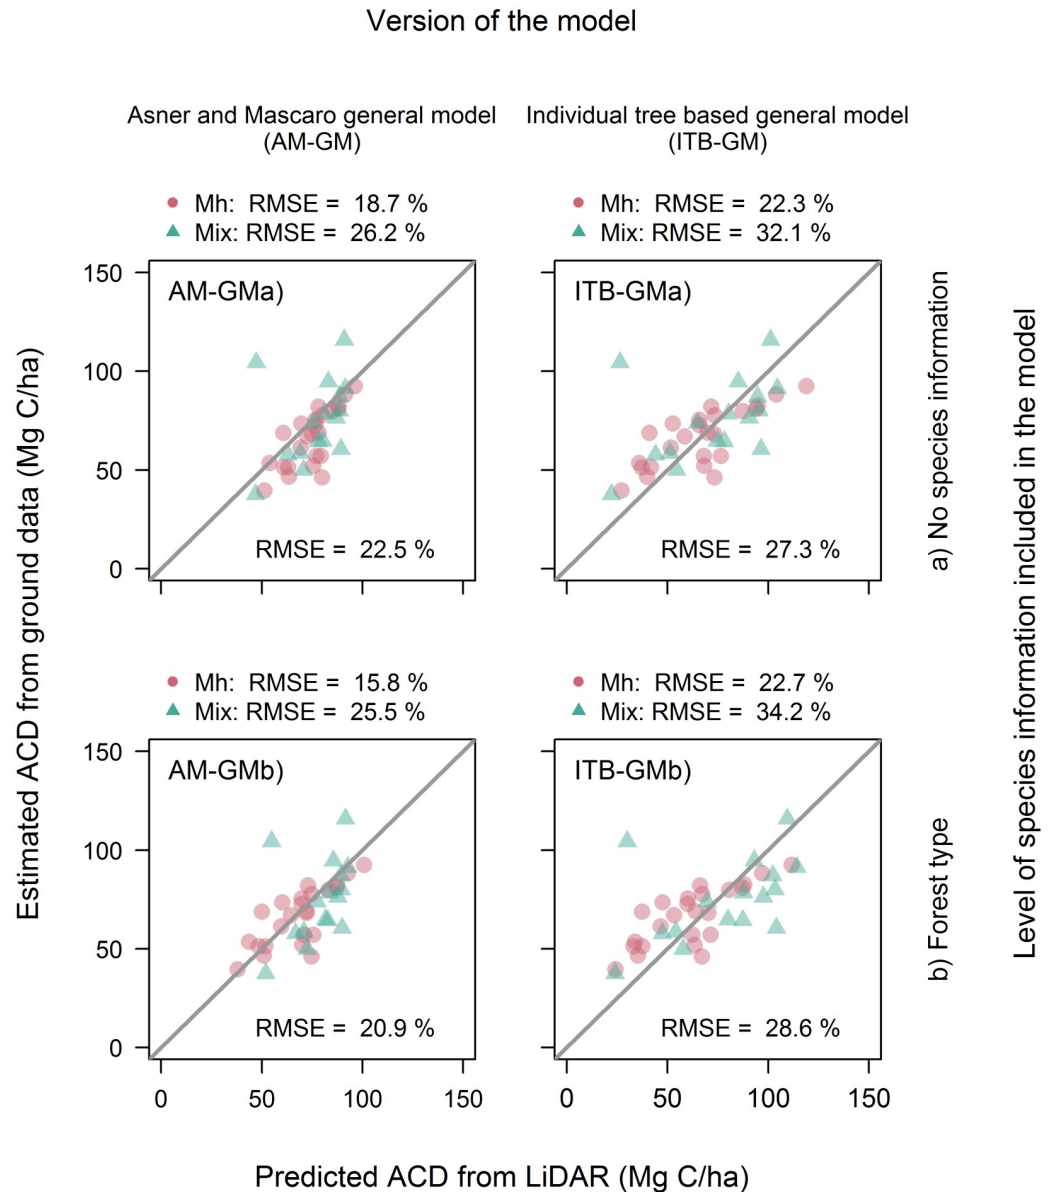 Version of the model
Asner and Mascaro general model
(AM-GM)
Individual tree based general model
(ITB-GM)
Mh: RMSE = 18.7 %
Mix: RMSE = 26.2 %
Mh: RMSE = 22.3 %
Mix: RMSE = 32.1 %
150
100
50
0
AM-GMa)
RMSE = 22.5 %
ITB-GMa)
RMSE = 27.3 %
a) No species information
Mh: RMSE = 15.8 %
Mix: RMSE = 25.5 %
Mh: RMSE = 22.7 %
Mix: RMSE = 34.2 %
150
100
50
0
AM-GMb)
RMSE = 20.9 %
ITB-GMb)
RMSE = 28.6 %
b) Forest type
0 50 100 150
0 50 100 150
Estimated ACD from ground data (Mg C/ha)
Level of species information included in the model
Predicted ACD from LiDAR (Mg C/ha)